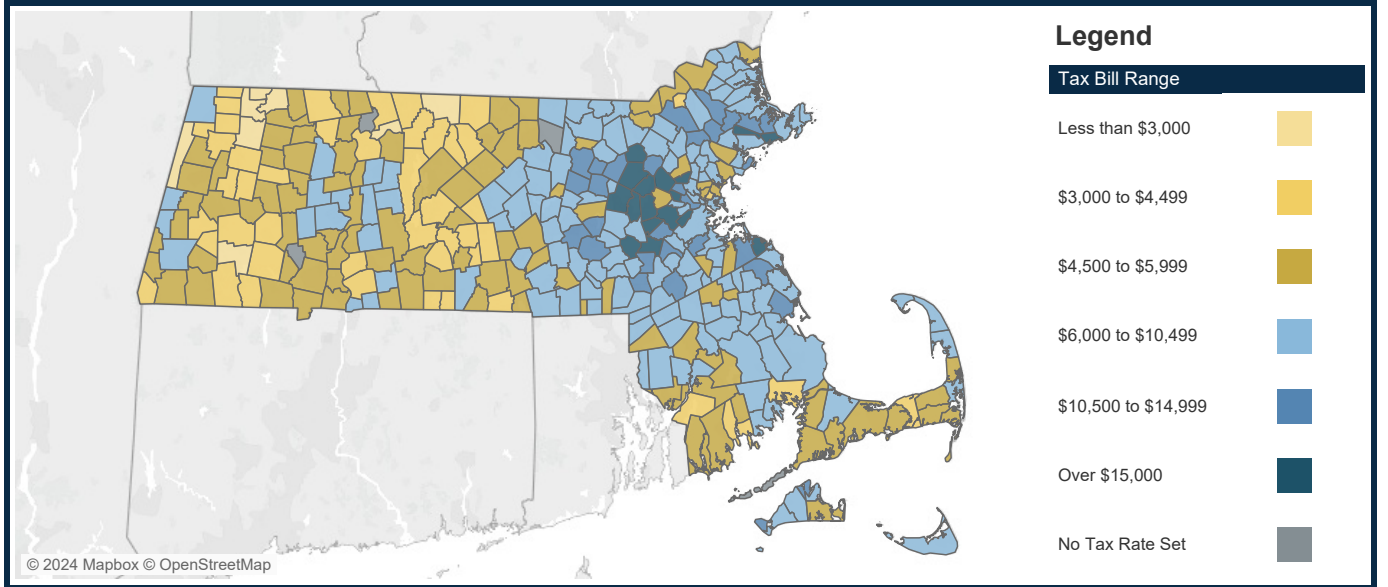 Legend
Tax Bill Range
Less than $3,000
$3,000 to $4,499
$4,500 to $5,999
$6,000 to $10,499
$10,500 to $14,999
Over $15,000
No Tax Rate Set
© 2024 Mapbox © OpenStreetMap